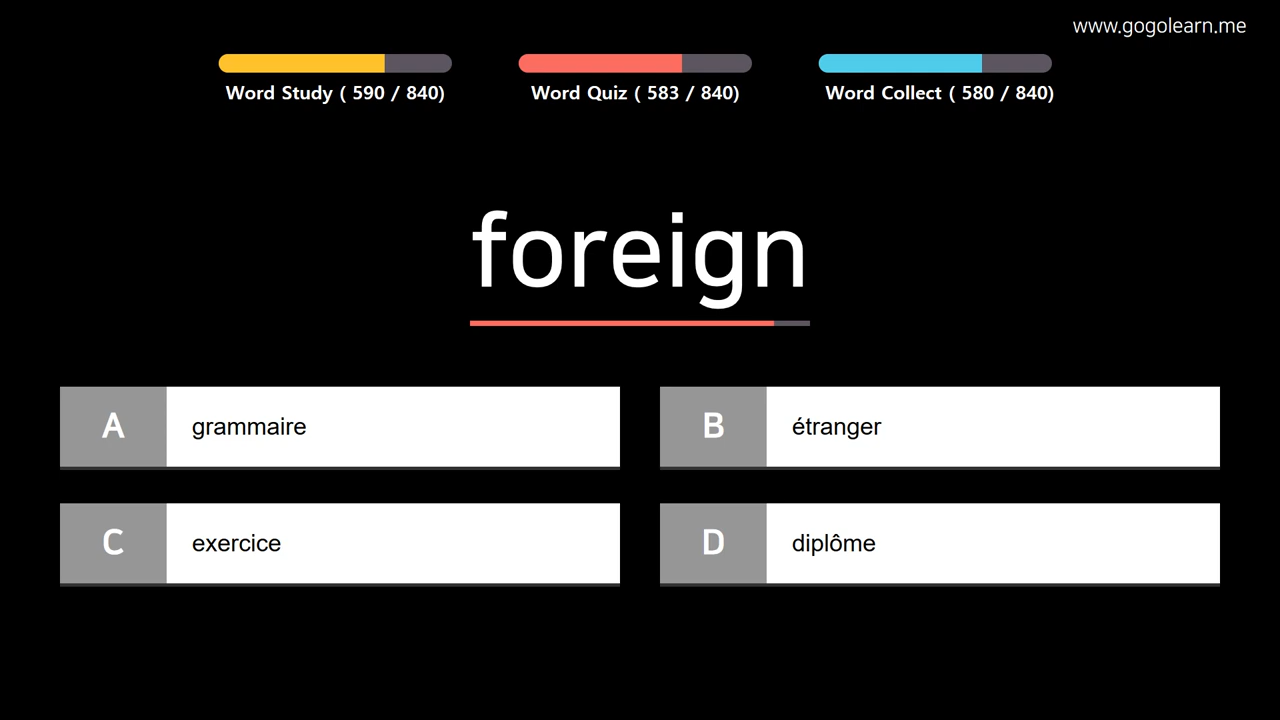 www.gogolearn.me
Word Study ( 590 / 840)
Word Quiz ( 583 / 840)
Word Collect ( 580 / 840)
foreign
A grammaire
B étranger
C exercice
D diplôme